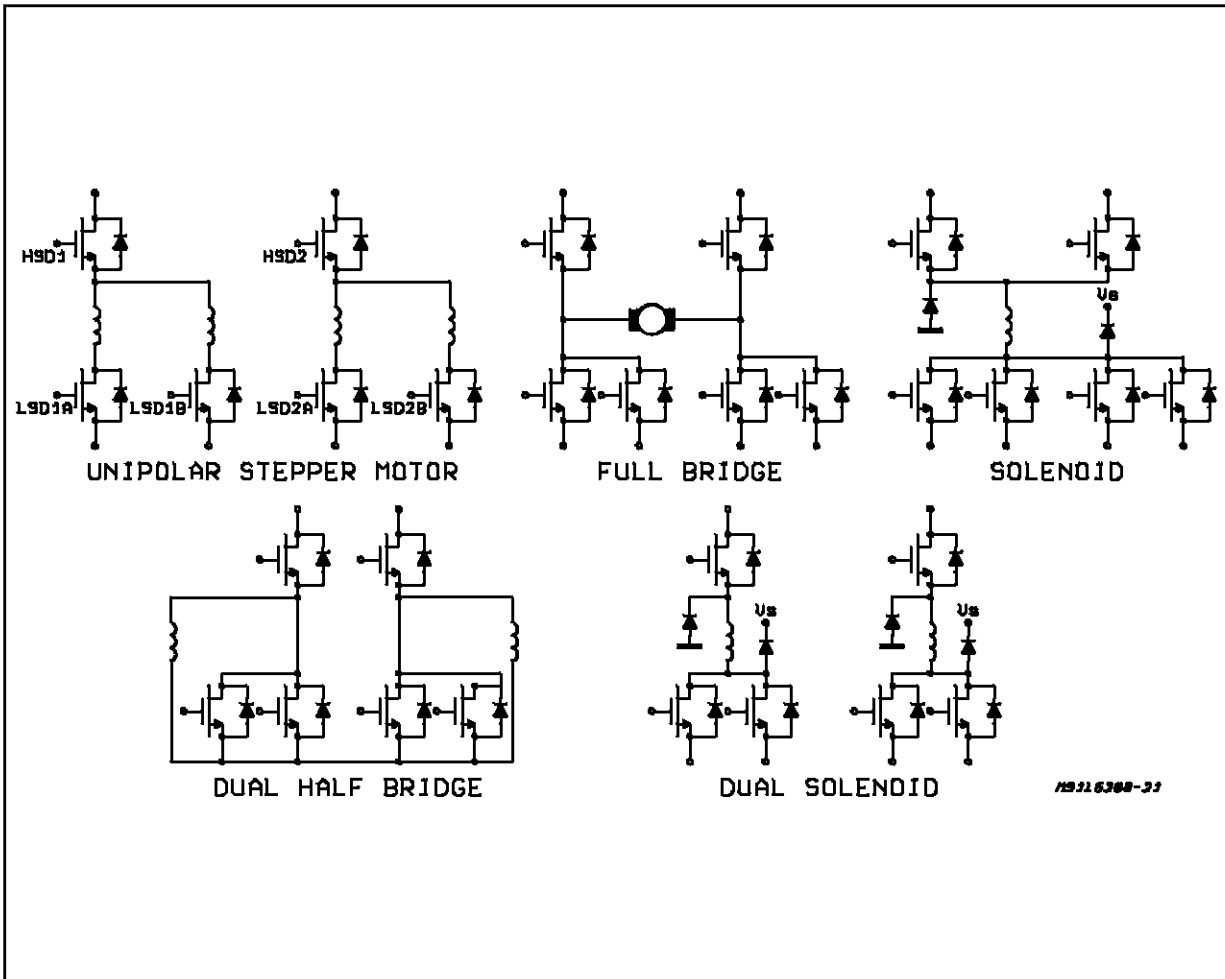 HSD1
HSD2
Vs
LSD1A
LSD1B
LSD2A
LSD2B
UNIPOLAR STEPPER MOTOR
FULL BRIDGE
SOLENOID
Vs
Vs
DUAL HALF BRIDGE
DUAL SOLENOID